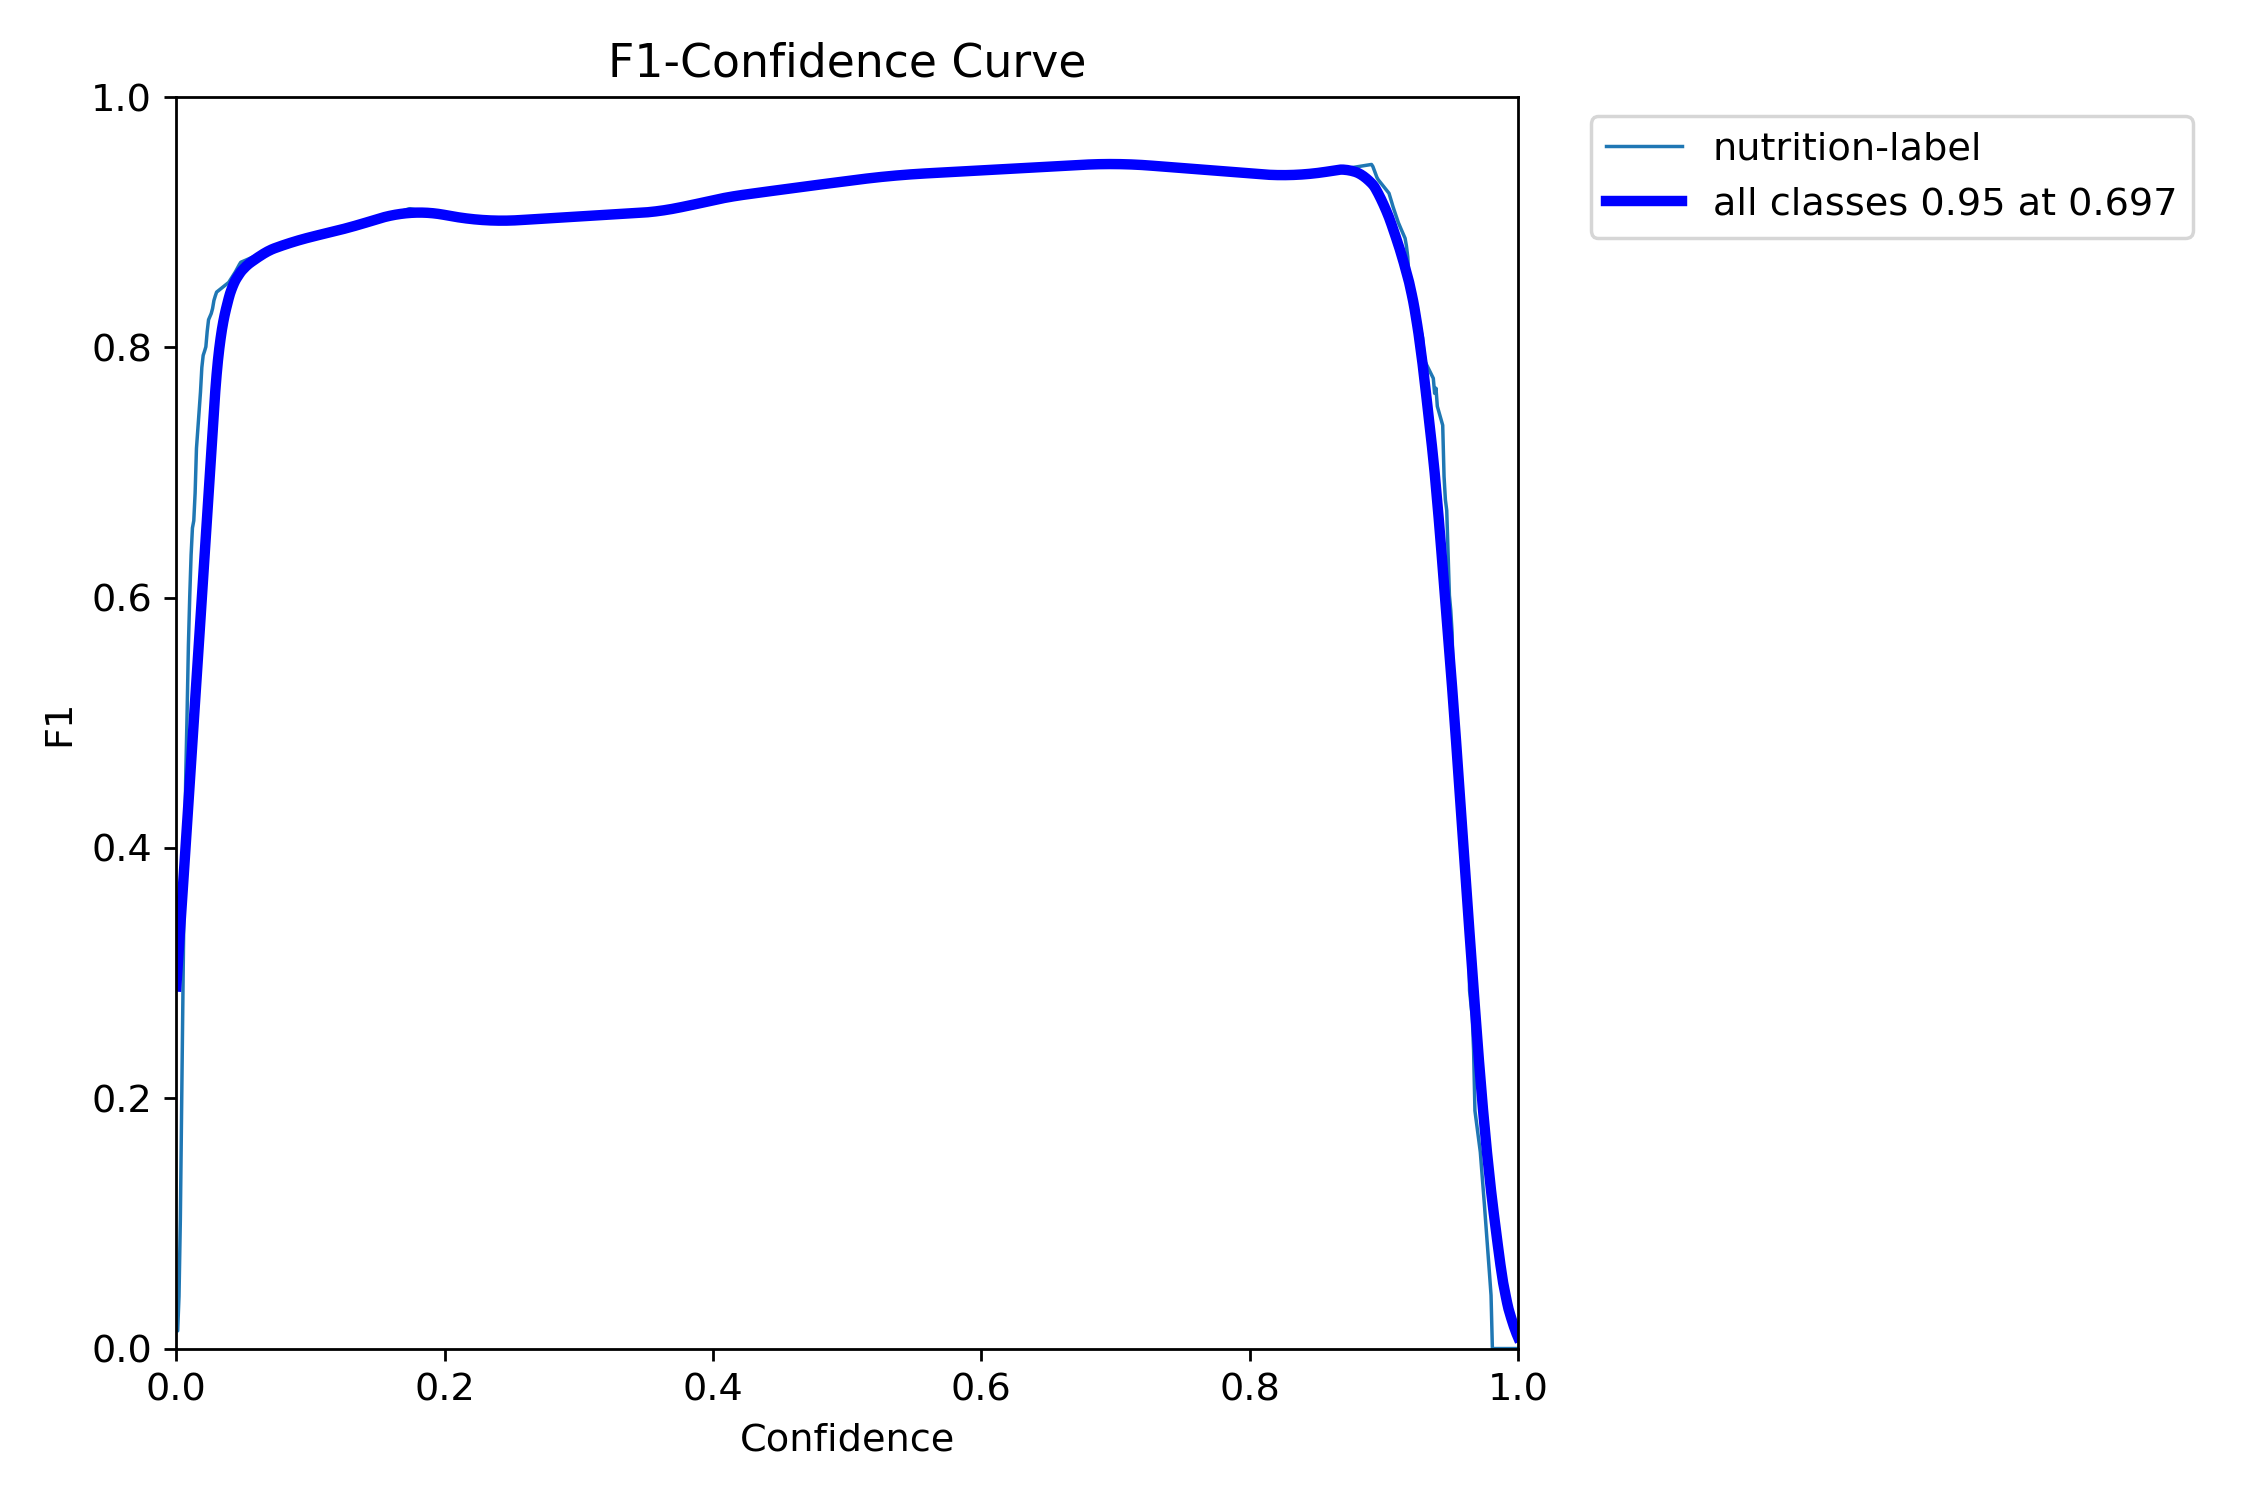 F1-Confidence Curve
1.0
0.8
0.6
0.4
0.2
0.0
F1
0.0 0.2 0.4 0.6 0.8 1.0
Confidence
nutrition-label
all classes 0.95 at 0.697